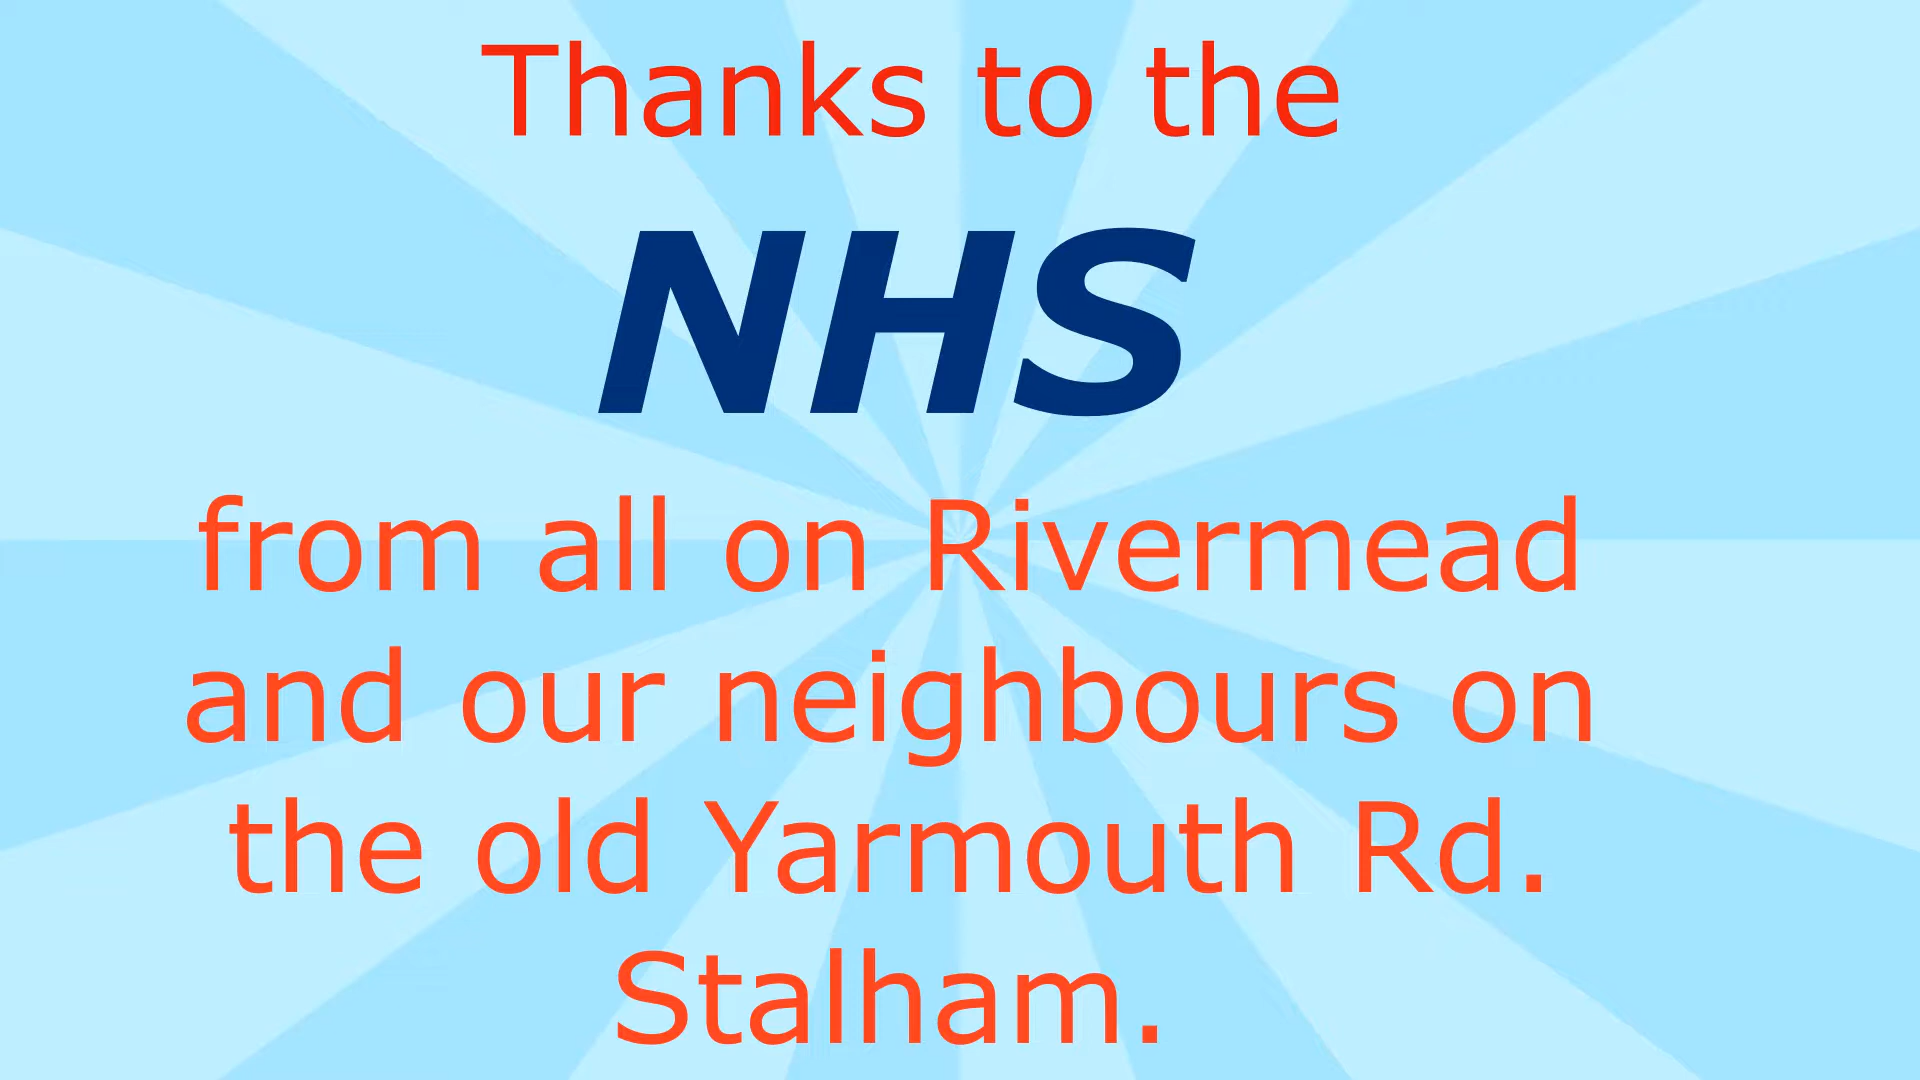 Thanks to the
NHS
from all on Rivermead
and our neighbours on
the old Yarmouth Rd.
Stalham.